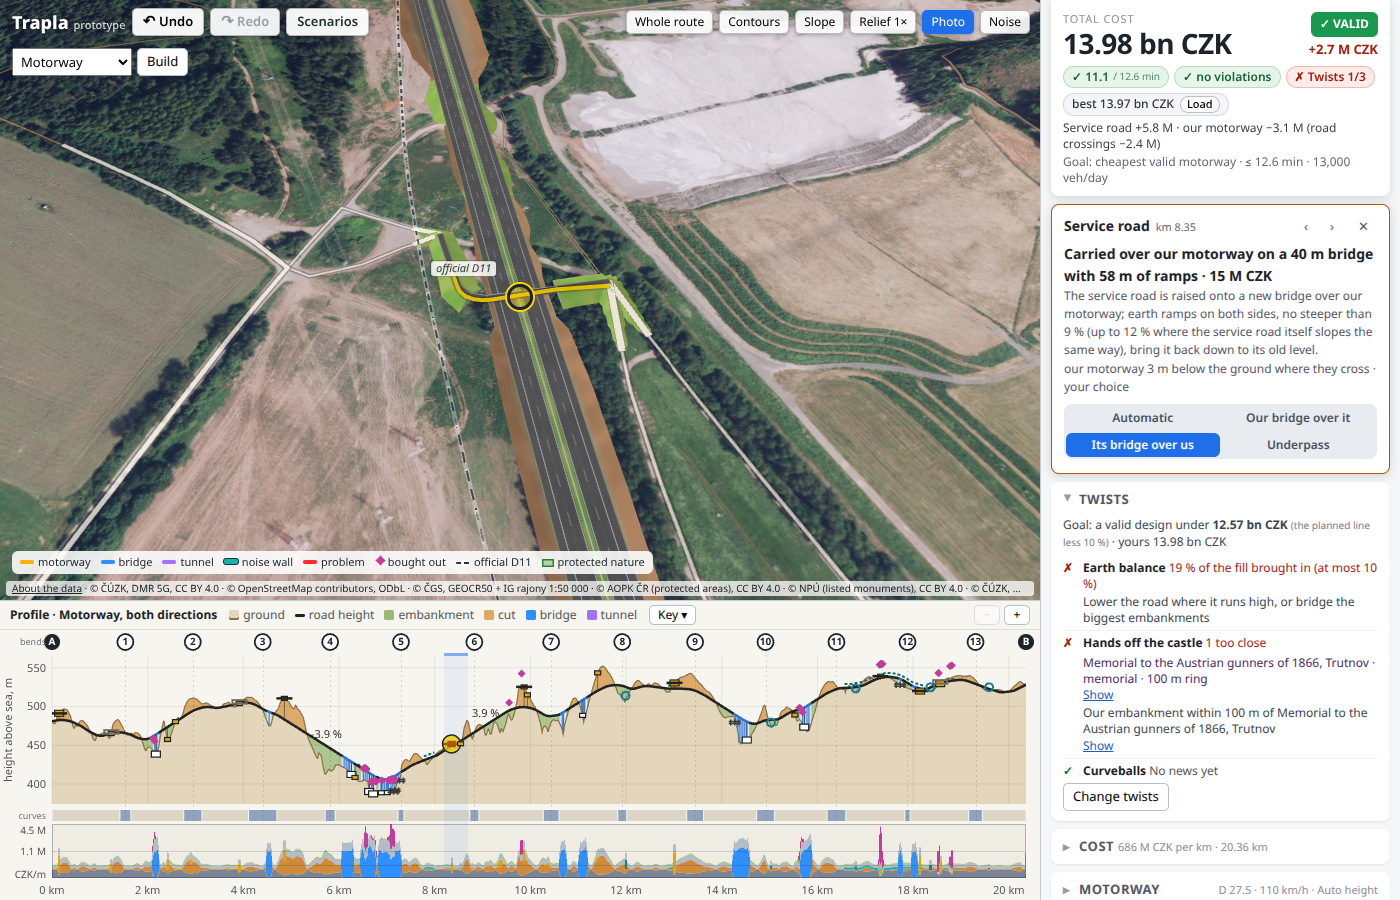 Trapla prototype
↶ Undo
↷ Redo
Scenarios
Whole route
Contours
Slope
Relief 1×
Photo
Noise
Motorway
Build
official D11
motorway
bridge
tunnel
noise wall
problem
bought out
official D11
protected nature
About the data · © ČÚZK, DMR 5G, CC BY 4.0 · © OpenStreetMap contributors, ODbL · © ČGS, GEOCR50 + IG rajony 1:50 000 · © AOPK ČR (protected areas), CC BY 4.0 · © NPÚ (listed monuments), CC BY 4.0 · © ČÚZK, ...
Profile · Motorway, both directions
ground
road height
embankment
cut
bridge
tunnel
Key ▾
−
+
bends
A 1 2 3 4 5 6 7 8 9 10 11 12 13 B
height above sea, m
550
500
450
400
3.9 %
3.9 %
curves
4.5 M
1.1 M
CZK/m
0 km 2 km 4 km 6 km 8 km 10 km 12 km 14 km 16 km 18 km 20 km
TOTAL COST
✓ VALID
13.98 bn CZK
+2.7 M CZK
✓ 11.1 / 12.6 min
✓ no violations
✗ Twists 1/3
best 13.97 bn CZK Load
Service road +5.8 M · our motorway −3.1 M (road
crossings −2.4 M)
Goal: cheapest valid motorway · ≤ 12.6 min · 13,000
veh/day
Service road km 8.35
‹ › ✕
Carried over our motorway on a 40 m bridge
with 58 m of ramps · 15 M CZK
The service road is raised onto a new bridge over our
motorway; earth ramps on both sides, no steeper than
9 % (up to 12 % where the service road itself slopes the
same way), bring it back down to its old level.
our motorway 3 m below the ground where they cross ·
your choice
Automatic
Our bridge over it
Its bridge over us
Underpass
▼ TWISTS
Goal: a valid design under 12.57 bn CZK (the planned line
less 10 %) · yours 13.98 bn CZK
✗ Earth balance 19 % of the fill brought in (at most 10
%)
Lower the road where it runs high, or bridge the
biggest embankments
✗ Hands off the castle 1 too close
Memorial to the Austrian gunners of 1866, Trutnov ·
memorial · 100 m ring
Show
Our embankment within 100 m of Memorial to the
Austrian gunners of 1866, Trutnov
Show
✓ Curveballs No news yet
Change twists
▶ COST 686 M CZK per km · 20.36 km
▶ MOTORWAY D 27.5 · 110 km/h · Auto height